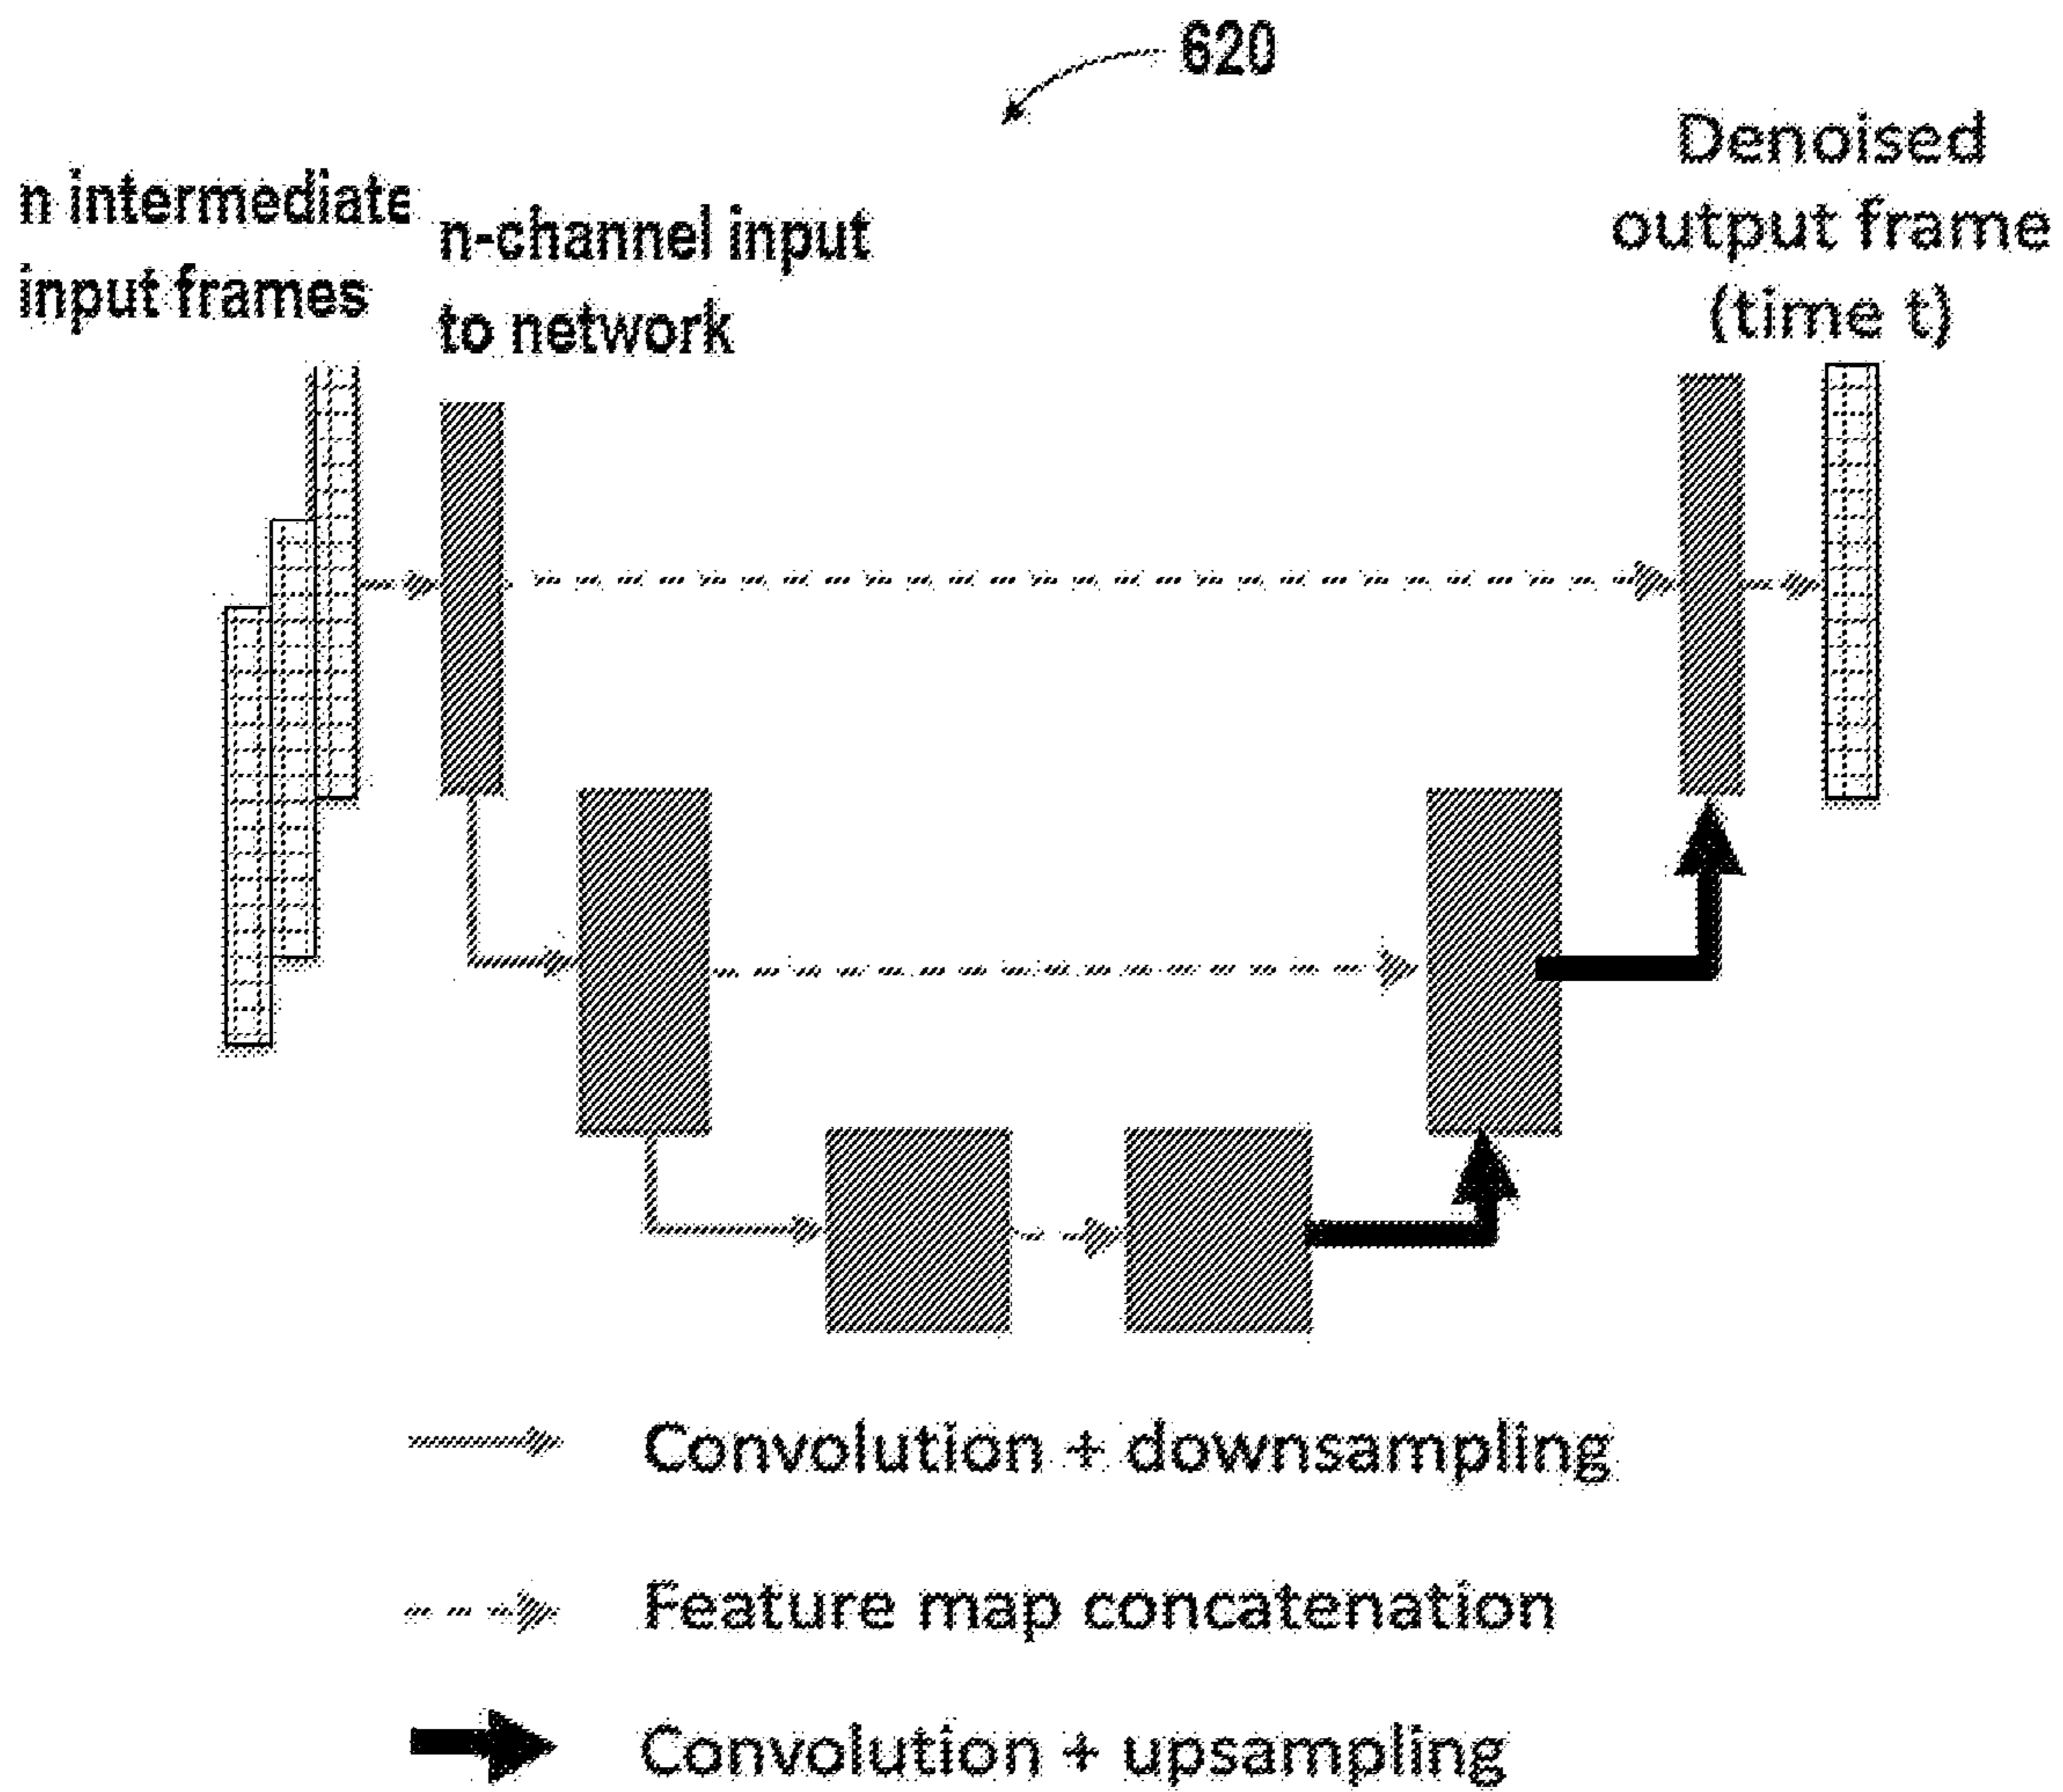 620
n intermediate
input frames
n-channel input
to network
Denoised
output frame
(time t)
Convolution + downsampling
Feature map concatenation
Convolution + upsampling